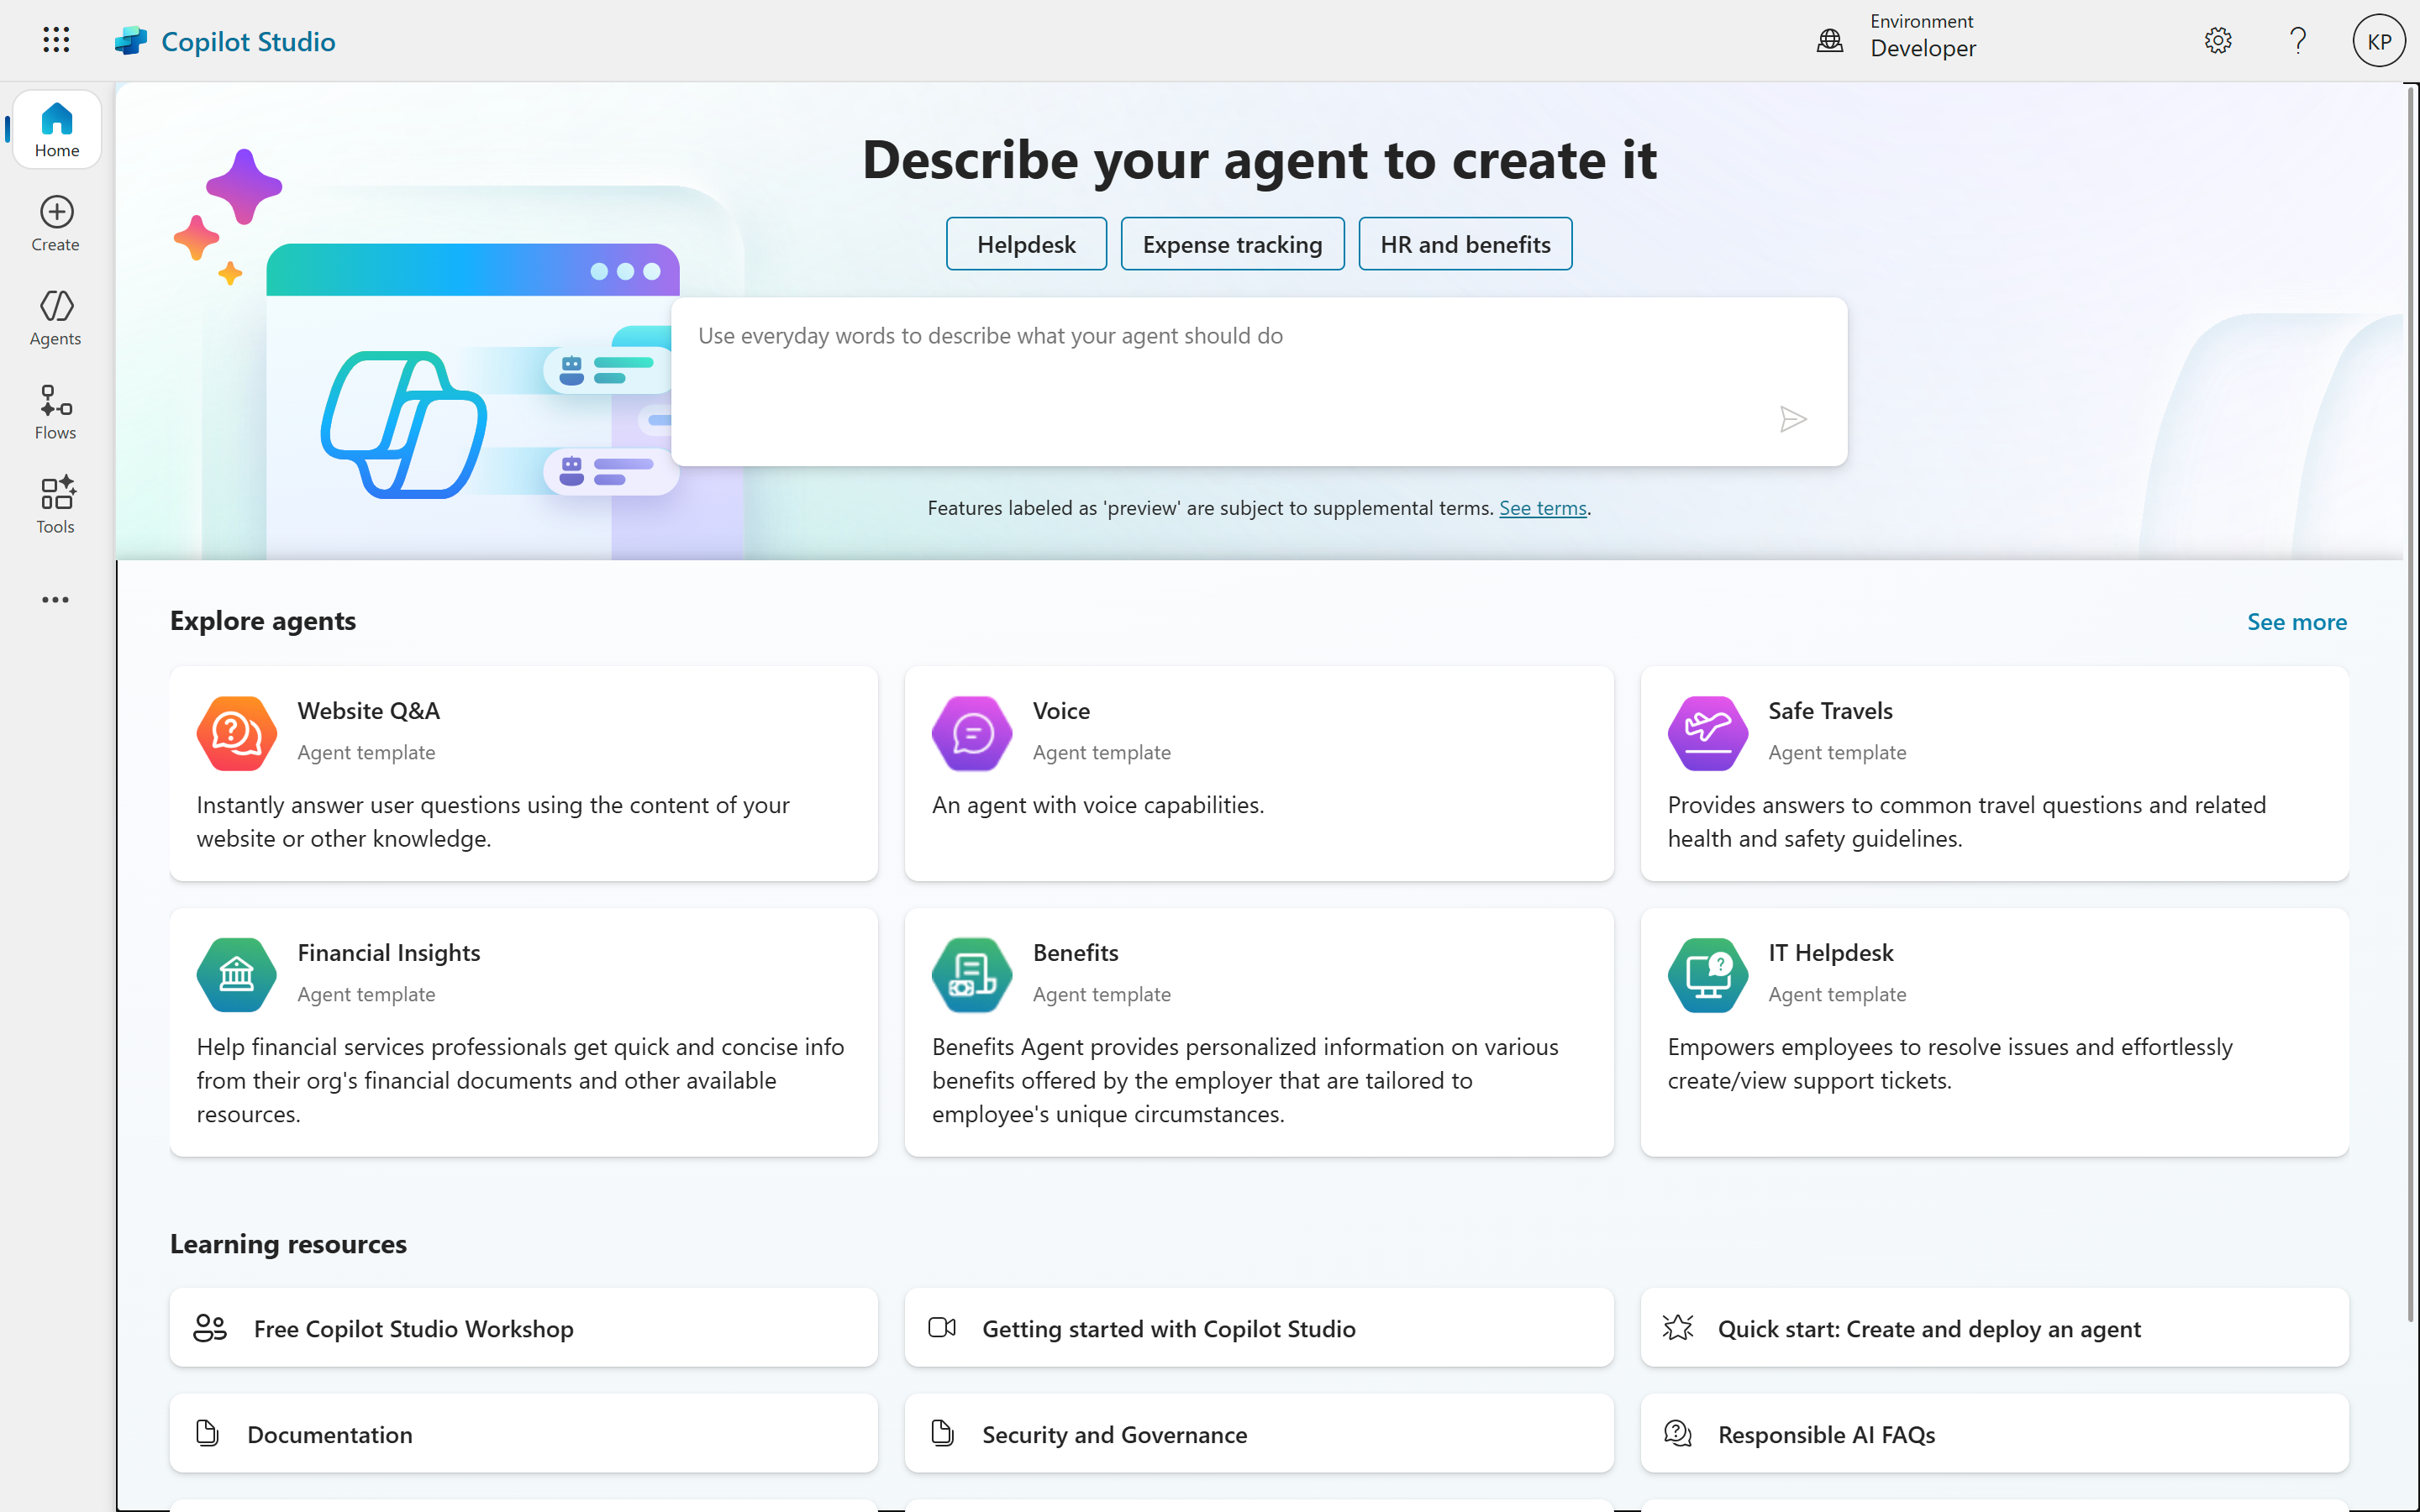 Copilot Studio
Environment
Developer
KP
Home
Create
Agents
Flows
Tools
Describe your agent to create it
Helpdesk
Expense tracking
HR and benefits
Use everyday words to describe what your agent should do
Features labeled as 'preview' are subject to supplemental terms. See terms.
Explore agents
See more
Website Q&A
Agent template
Instantly answer user questions using the content of your
website or other knowledge.
Voice
Agent template
An agent with voice capabilities.
Safe Travels
Agent template
Provides answers to common travel questions and related
health and safety guidelines.
Financial Insights
Agent template
Help financial services professionals get quick and concise info
from their org's financial documents and other available
resources.
Benefits
Agent template
Benefits Agent provides personalized information on various
benefits offered by the employer that are tailored to
employee's unique circumstances.
IT Helpdesk
Agent template
Empowers employees to resolve issues and effortlessly
create/view support tickets.
Learning resources
Free Copilot Studio Workshop
Getting started with Copilot Studio
Quick start: Create and deploy an agent
Documentation
Security and Governance
Responsible AI FAQs